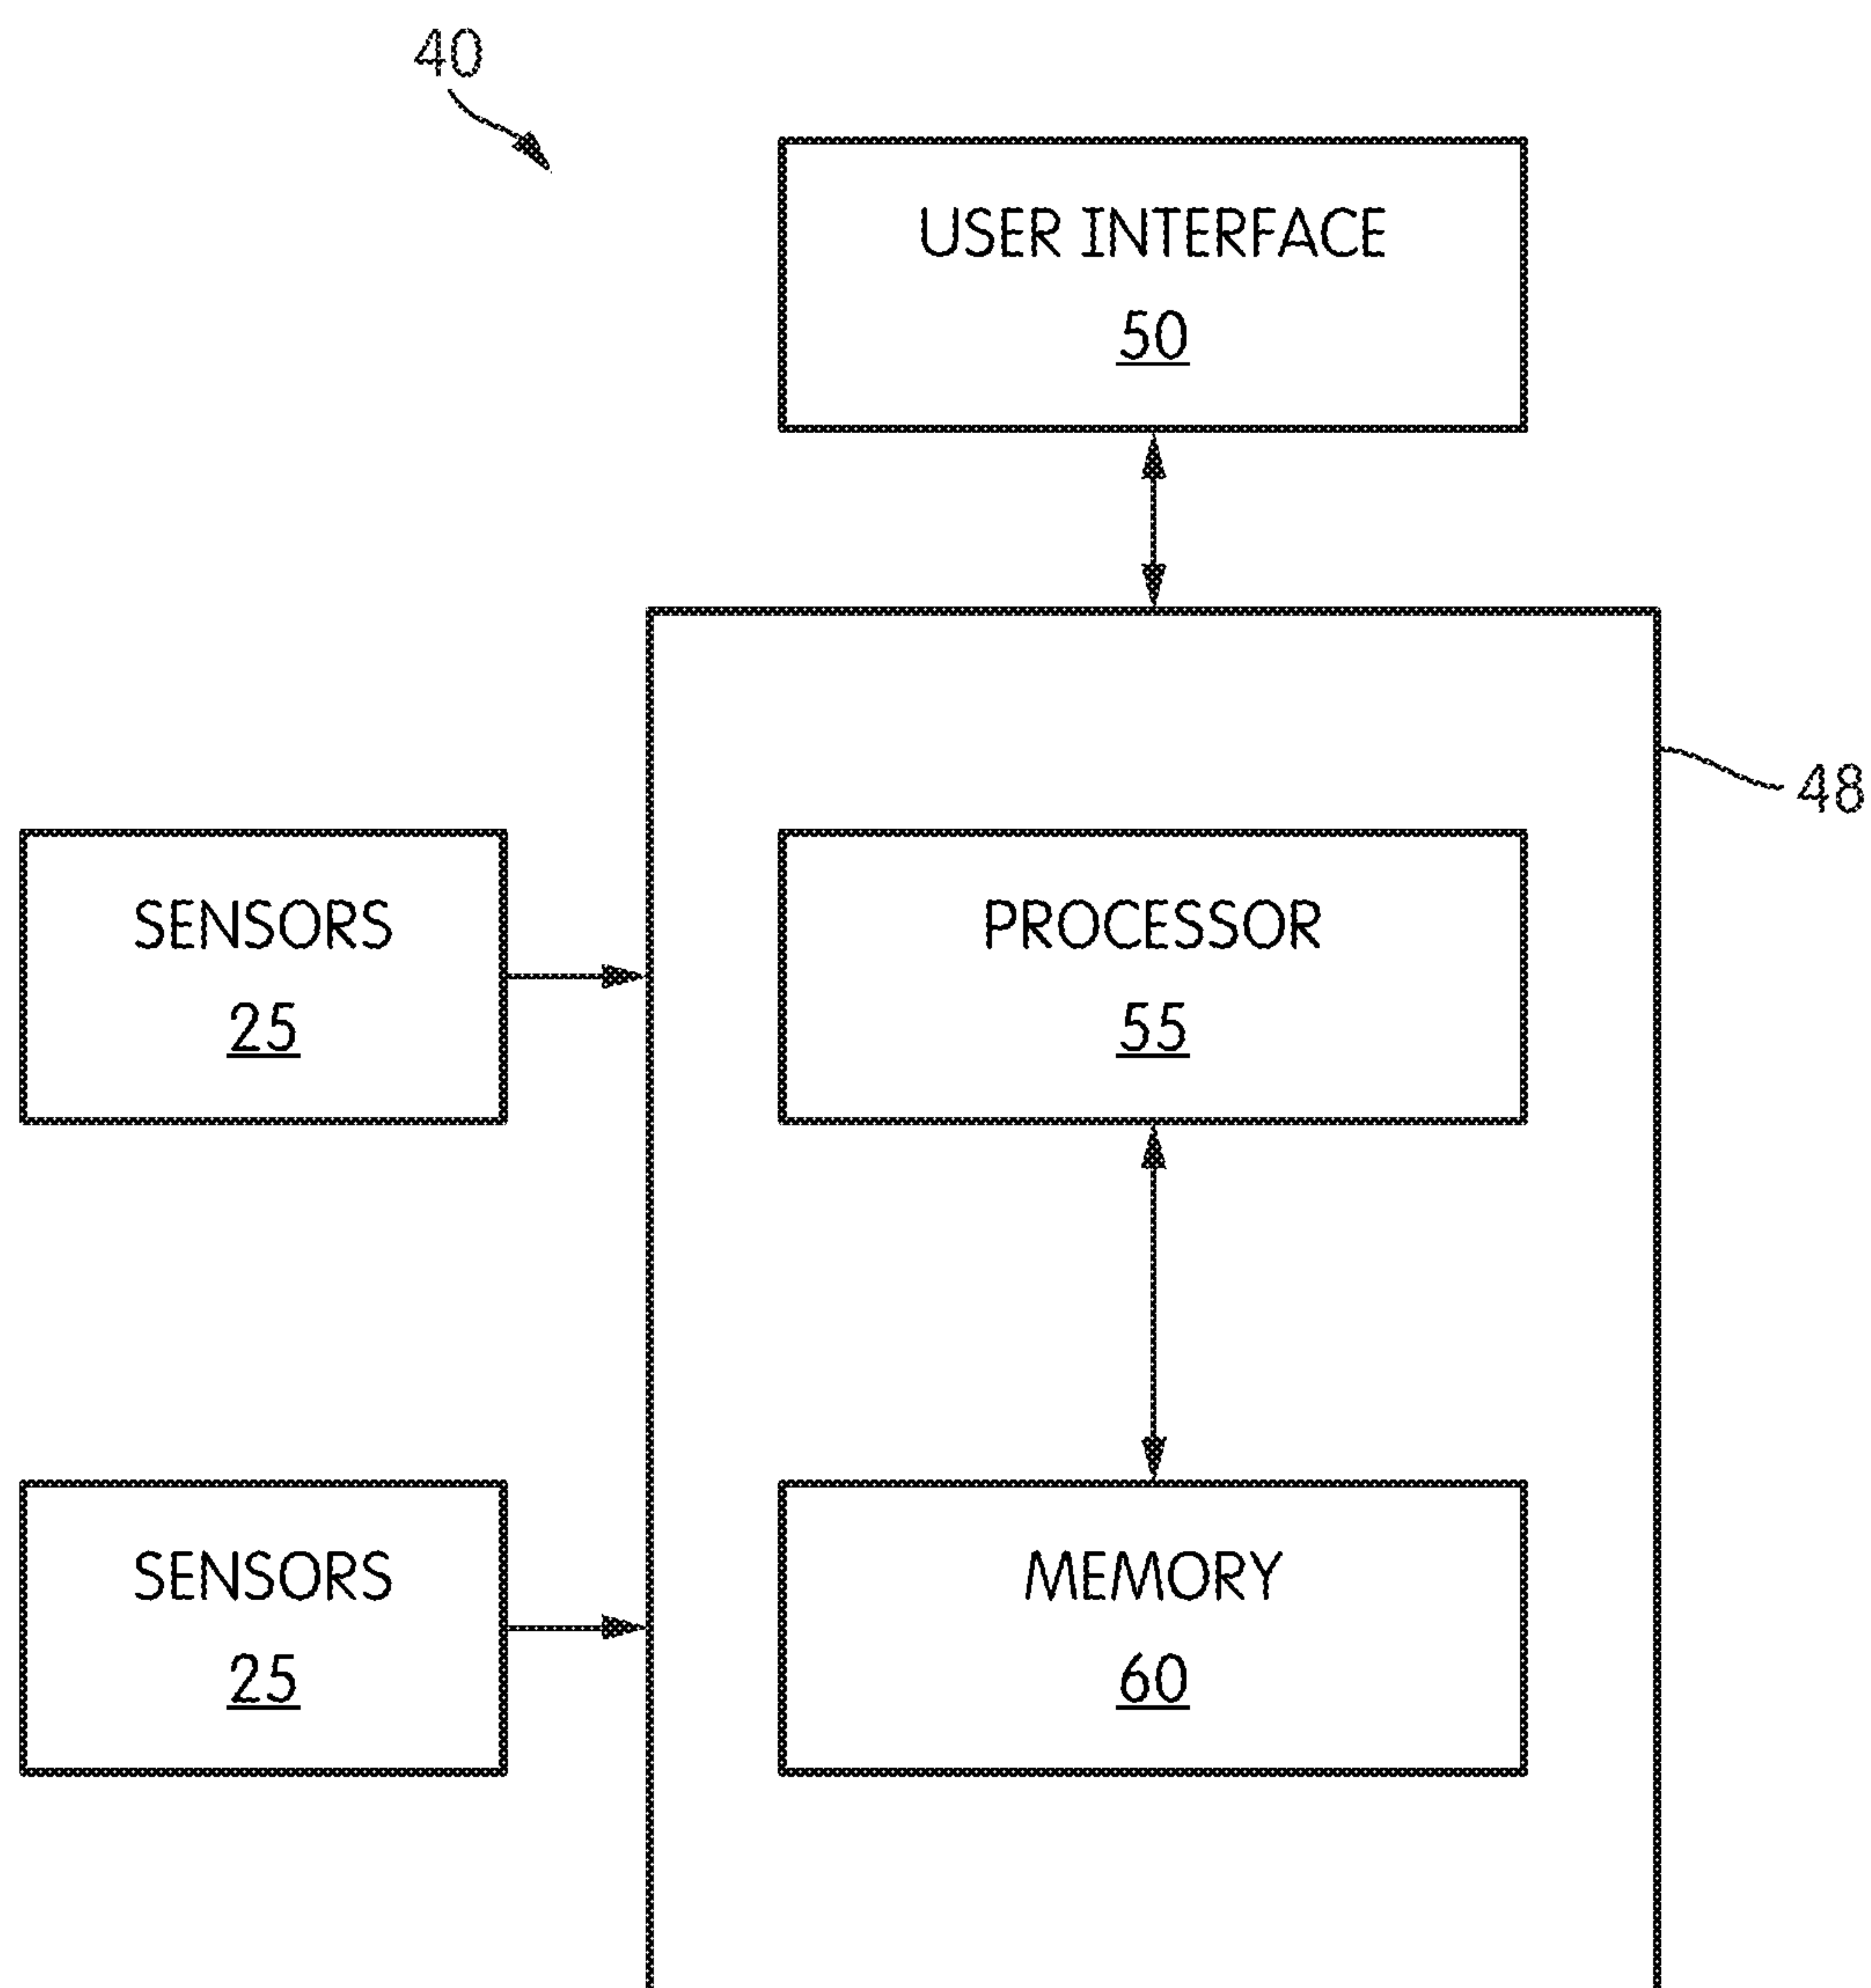 40
USER INTERFACE
50
48
SENSORS
25
PROCESSOR
55
SENSORS
25
MEMORY
60